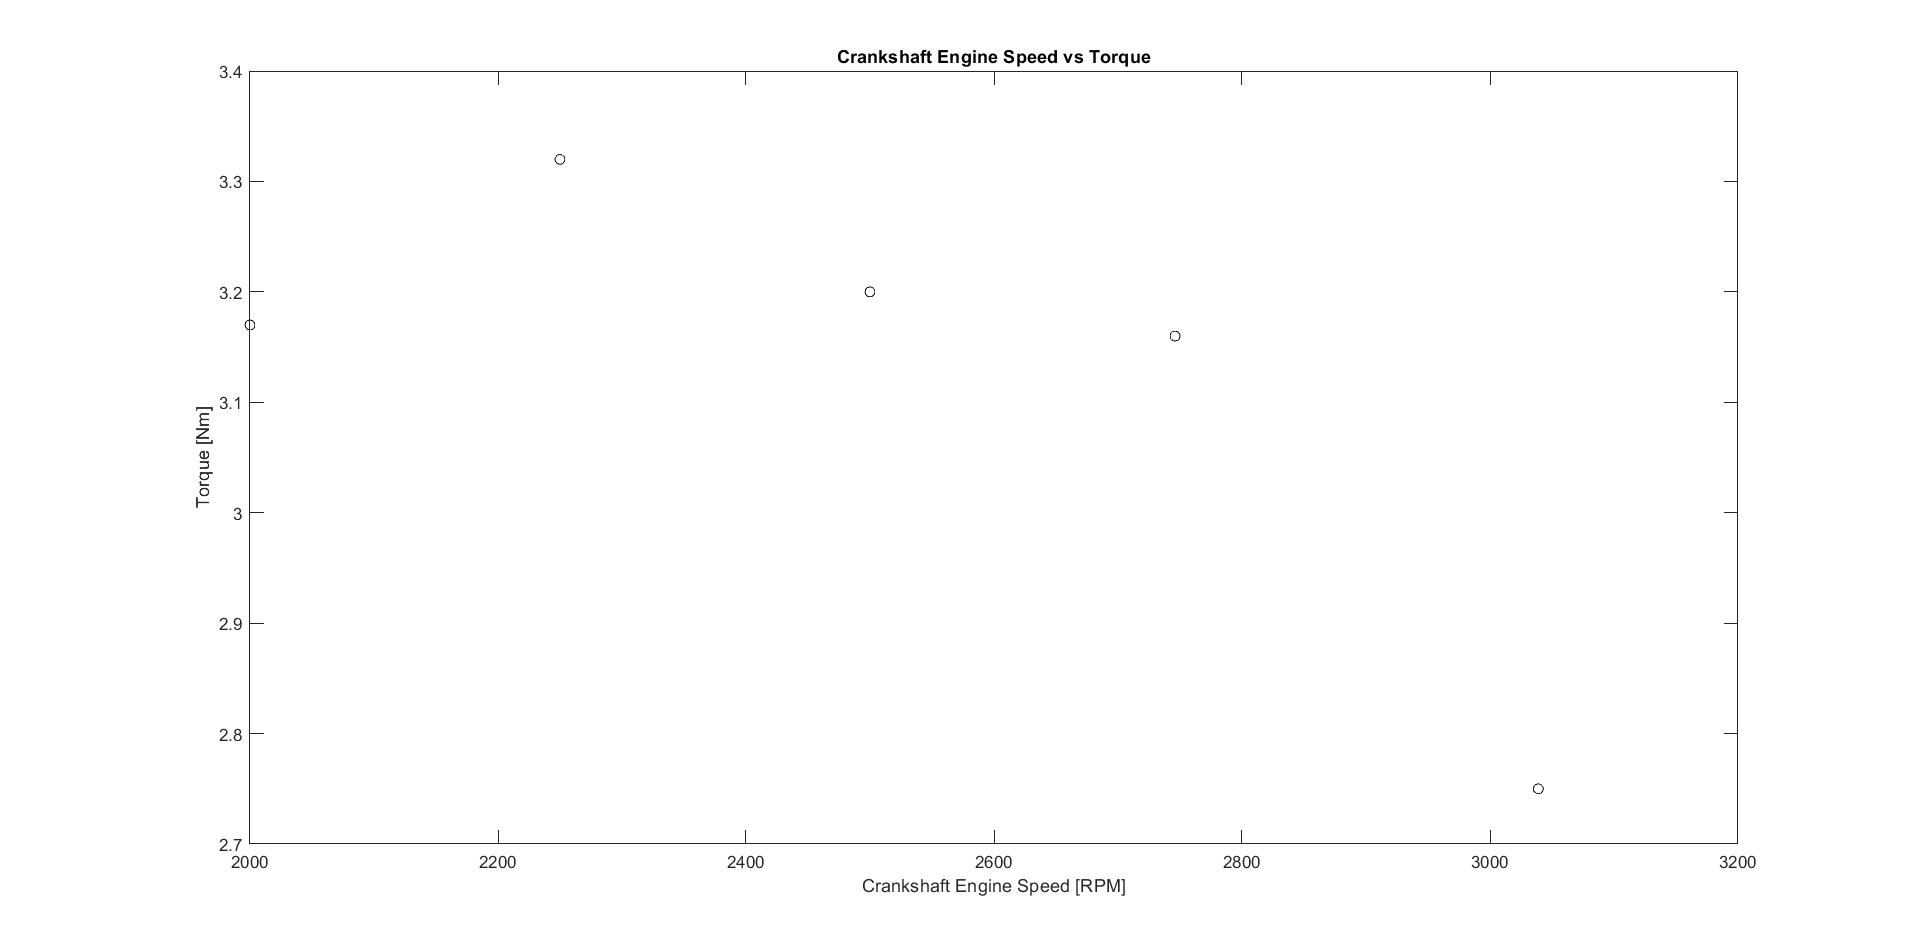 Crankshaft Engine Speed vs Torque
3.4
3.3
3.2
3.1
3
2.9
2.8
2.7
Torque [Nm]
2000 2200 2400 2600 2800 3000 3200
Crankshaft Engine Speed [RPM]